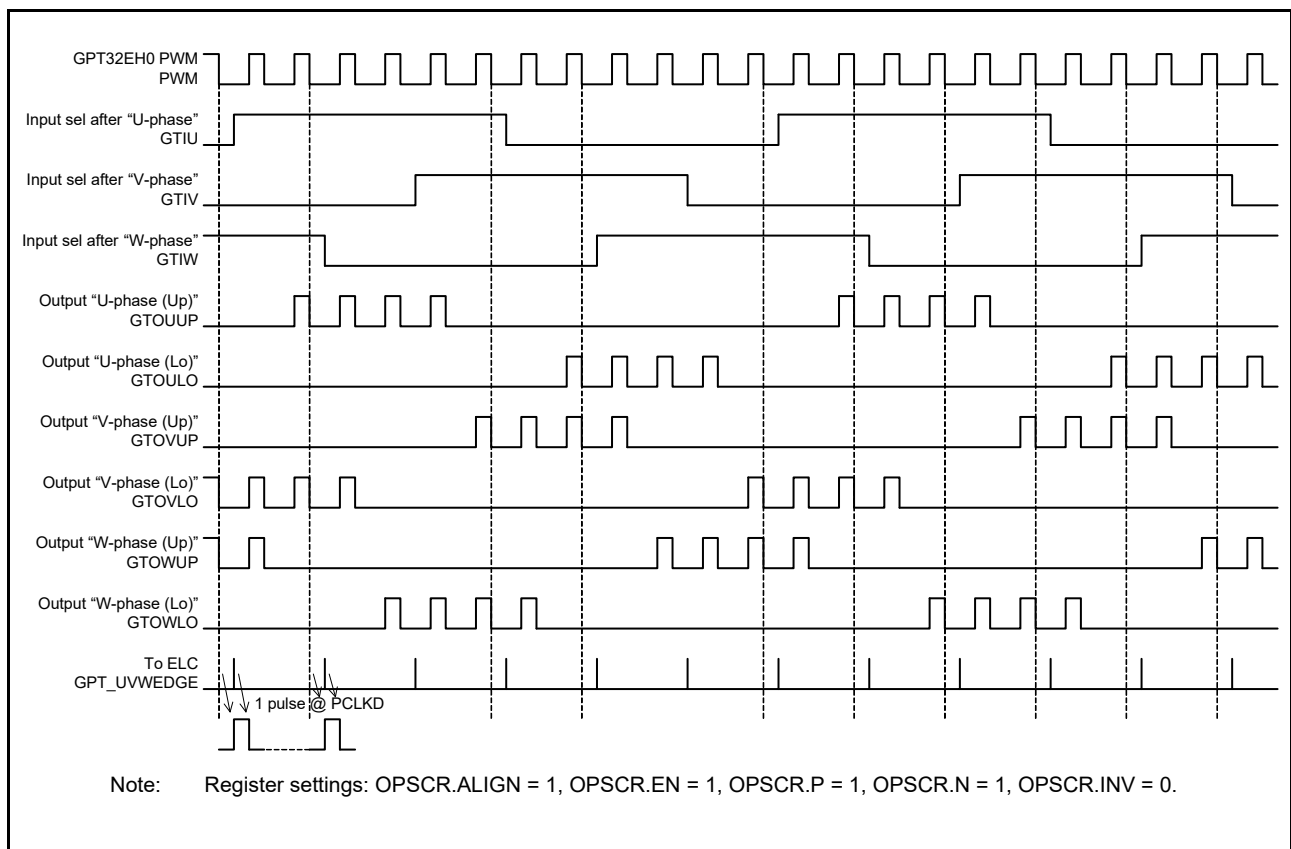 GPT32EH0 PWM
PWM
Input sel after “U-phase”
GTIU
Input sel after “V-phase”
GTIV
Input sel after “W-phase”
GTIW
Output “U-phase (Up)”
GTOUUP
Output “U-phase (Lo)”
GTOULO
Output “V-phase (Up)”
GTOVUP
Output “V-phase (Lo)”
GTOVLO
Output “W-phase (Up)”
GTOWUP
Output “W-phase (Lo)”
GTOWLO
To ELC
GPT_UVWEDGE
1 pulse @ PCLKD
Note: Register settings: OPSCR.ALIGN = 1, OPSCR.EN = 1, OPSCR.P = 1, OPSCR.N = 1, OPSCR.INV = 0.